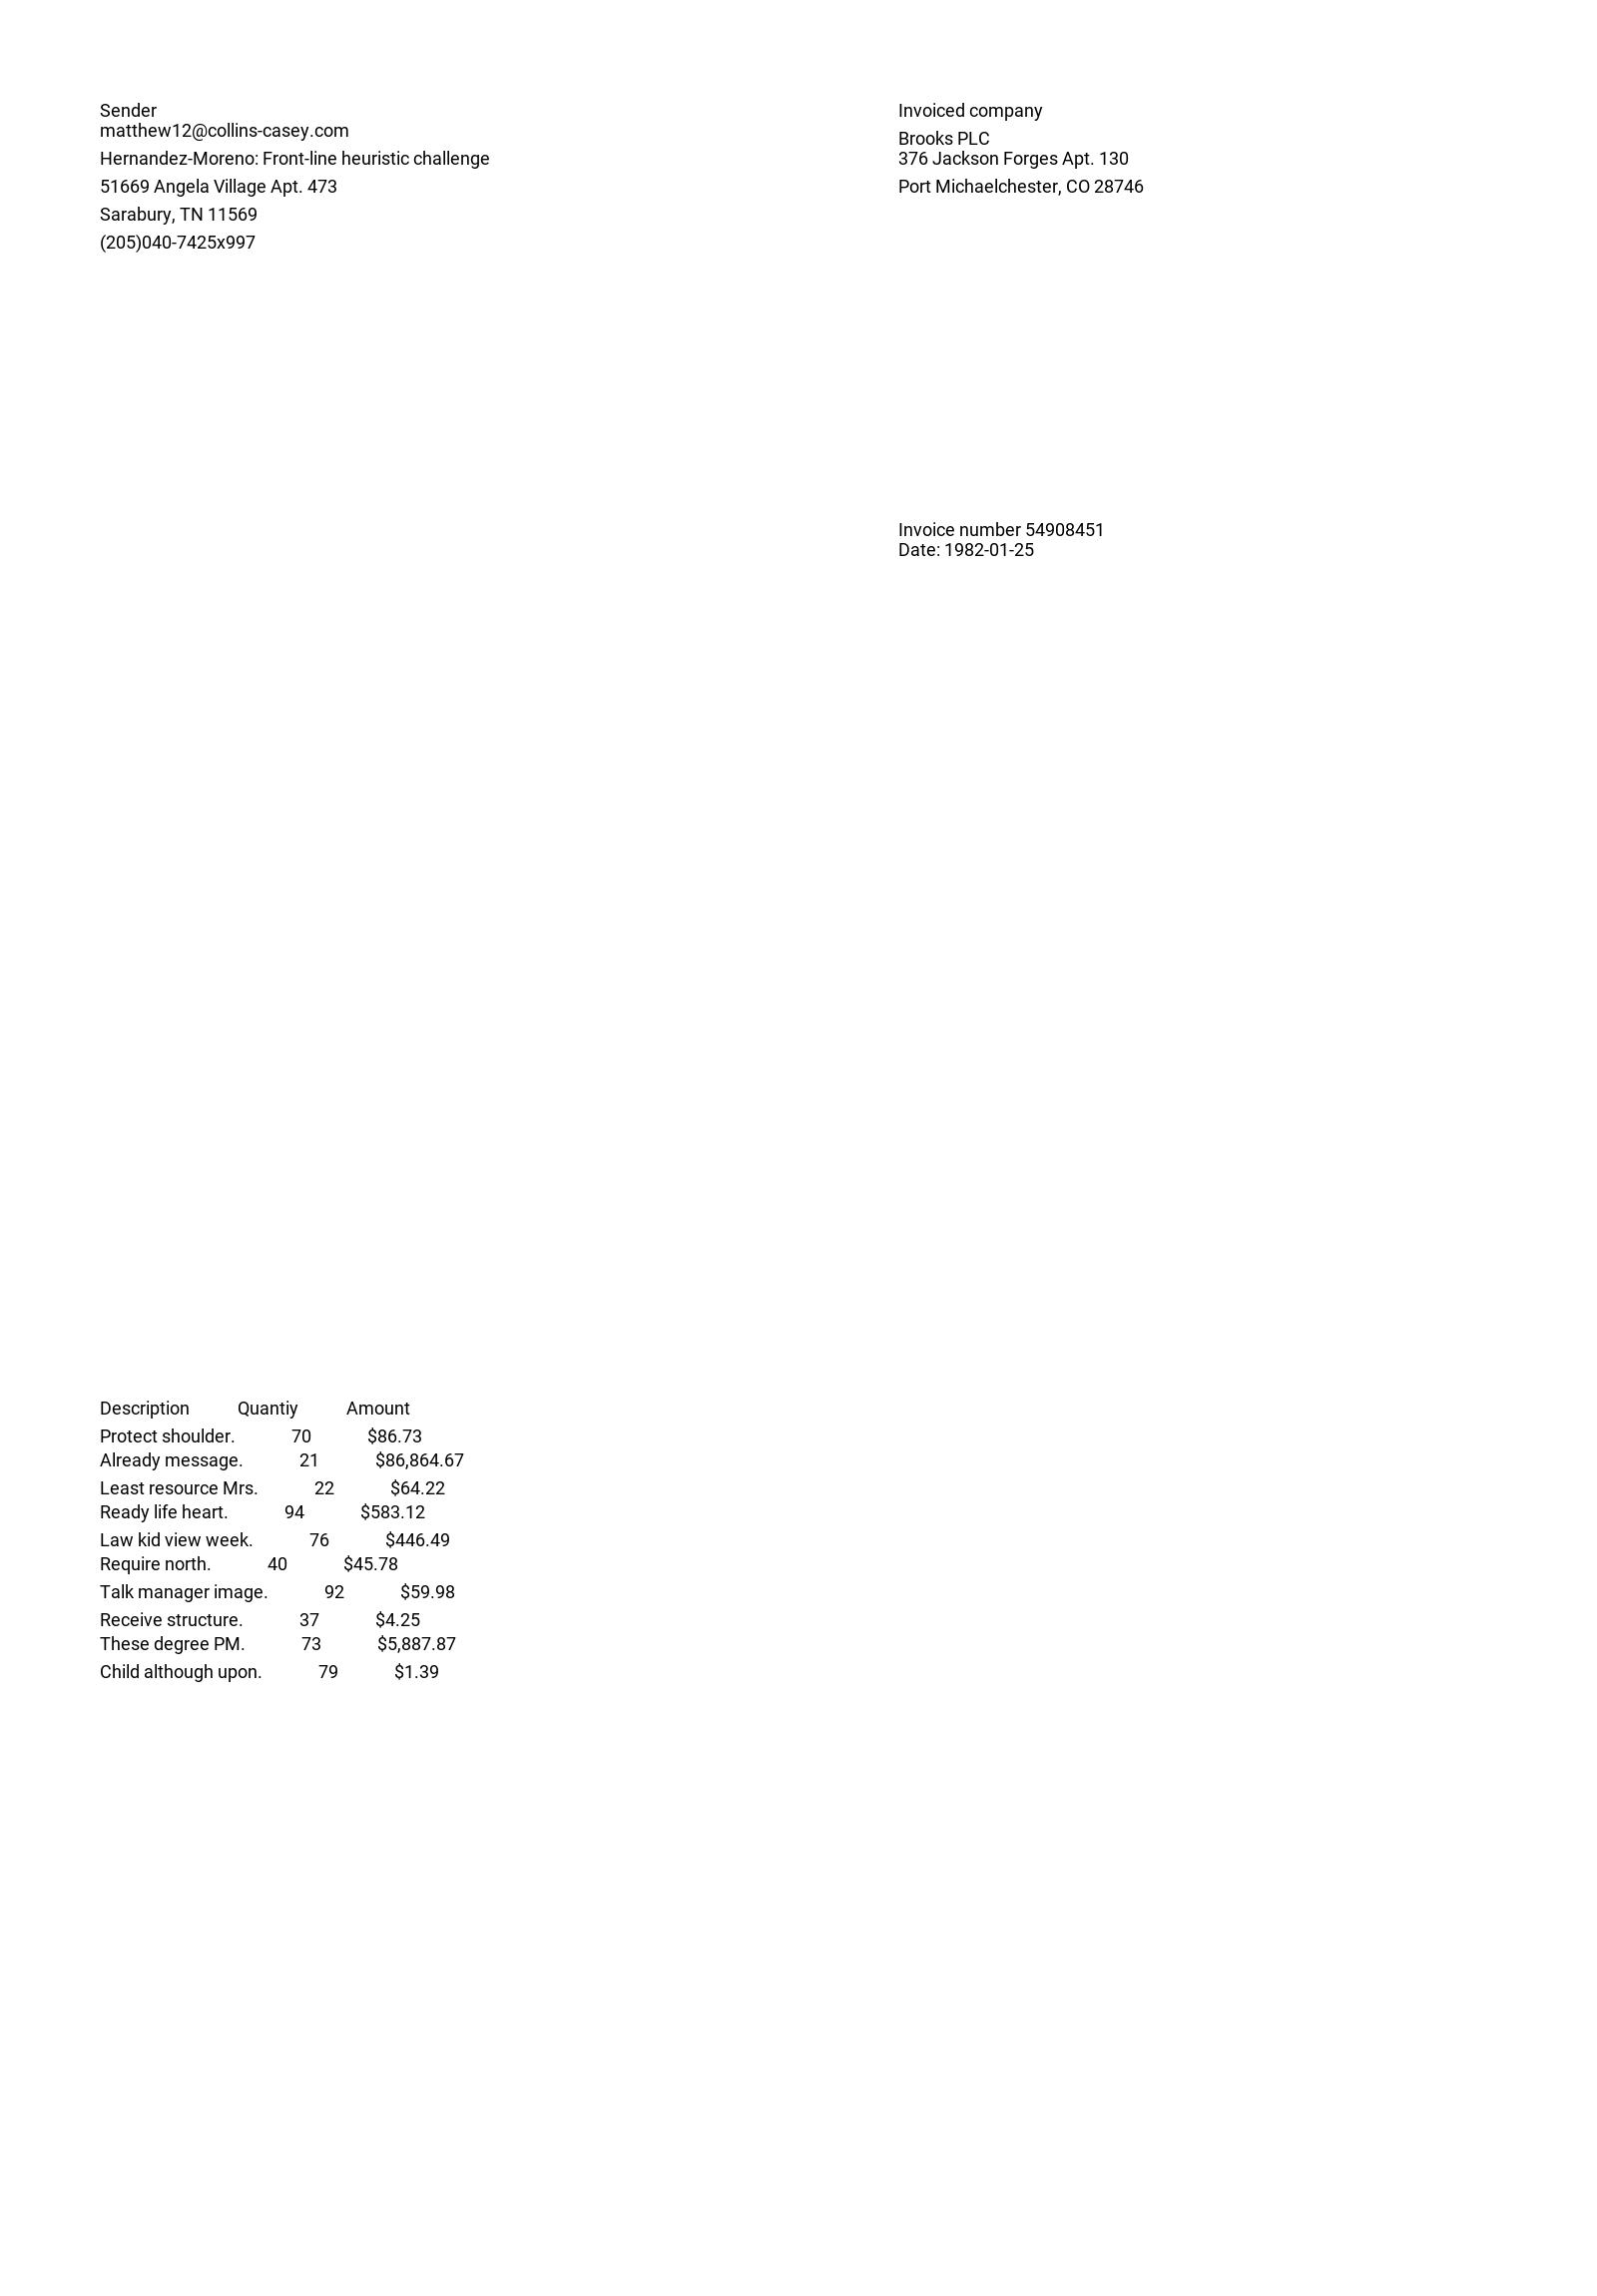 Sender
matthew12@collins-casey.com
Hernandez-Moreno: Front-line heuristic challenge
51669 Angela Village Apt. 473
Sarabury, TN 11569
(205)040-7425x997
Invoiced company
Brooks PLC
376 Jackson Forges Apt. 130
Port Michaelchester, CO 28746
Invoice number 54908451
Date: 1982-01-25
Description Quantiy Amount
Protect shoulder. 70 $86.73
Already message. 21 $86,864.67
Least resource Mrs. 22 $64.22
Ready life heart. 94 $583.12
Law kid view week. 76 $446.49
Require north. 40 $45.78
Talk manager image. 92 $59.98
Receive structure. 37 $4.25
These degree PM. 73 $5,887.87
Child although upon. 79 $1.39